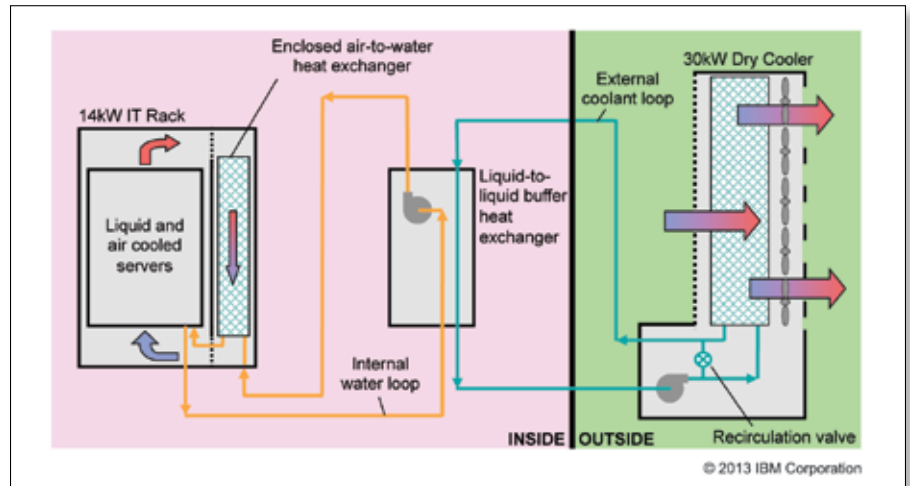 Enclosed air-to-water
heat exchanger
14kW IT Rack
Liquid and
air cooled
servers
Internal
water loop
Liquid-to-
liquid buffer
heat
exchanger
External
coolant loop
30kW Dry Cooler
INSIDE
OUTSIDE
Recirculation valve
© 2013 IBM Corporation